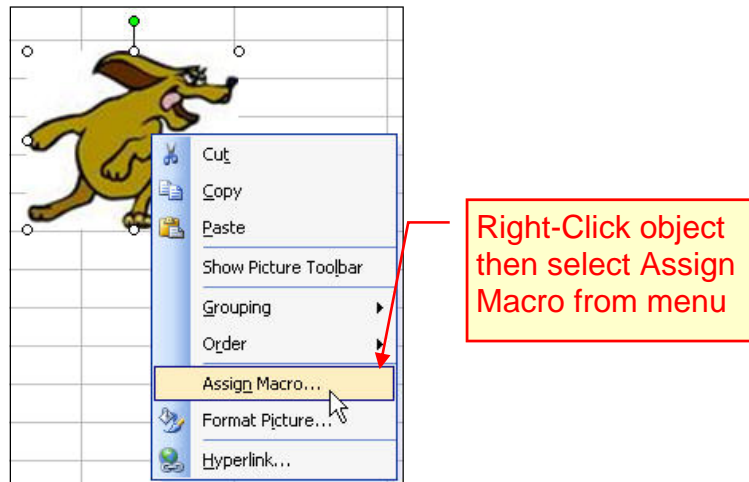 Cut
Copy
Paste
Show Picture Toolbar
Grouping
Order
Assign Macro...
Format Picture...
Hyperlink...
Right-Click object
then select Assign
Macro from menu